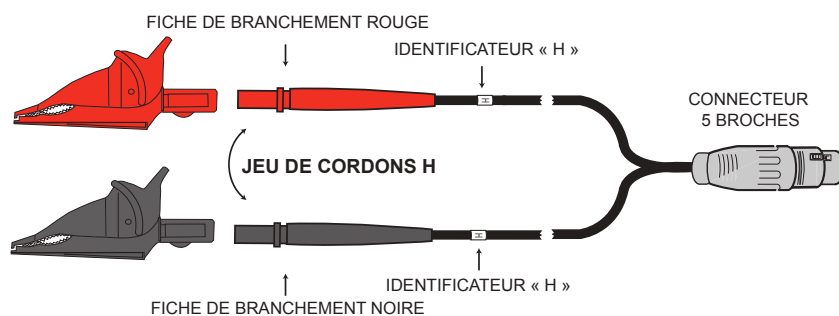 FICHE DE BRANCHEMENT ROUGE
IDENTIFICATEUR « H »
H
CONNECTEUR
5 BROCHES
JEU DE CORDONS H
H
IDENTIFICATEUR « H »
FICHE DE BRANCHEMENT NOIRE